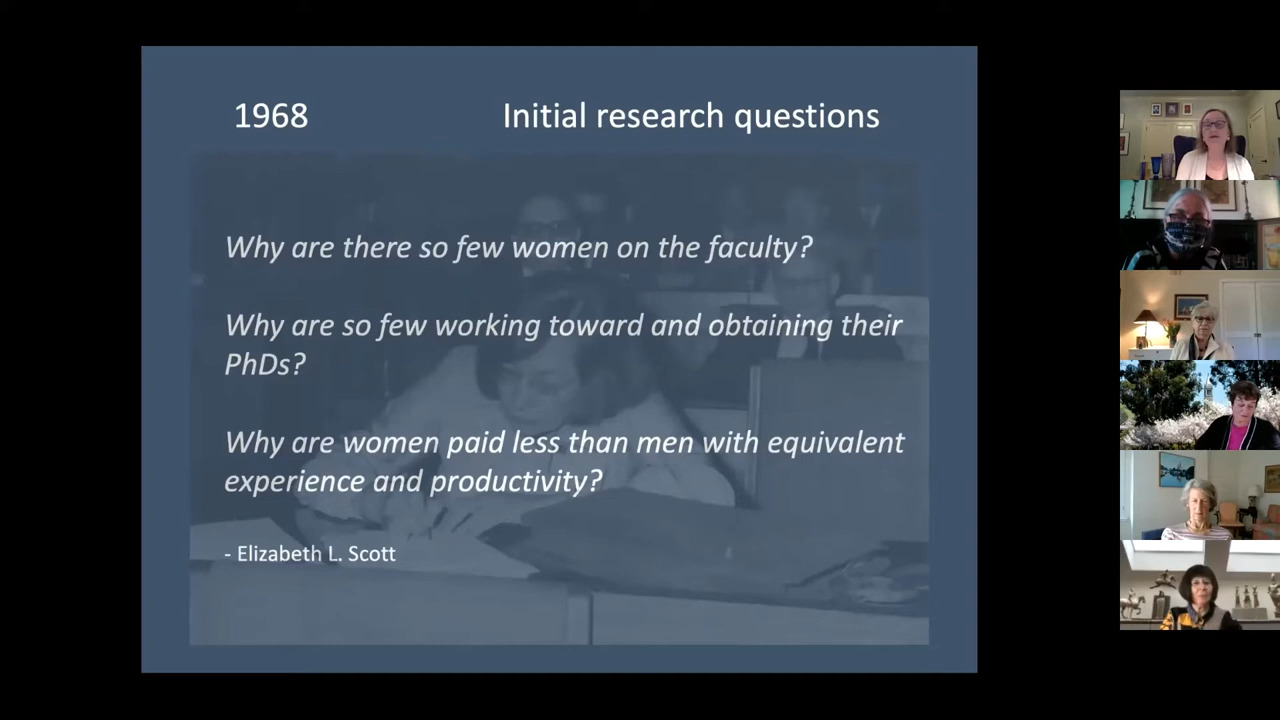 1968 Initial research questions
Why are there so few women on the faculty?
Why are so few working toward and obtaining their
PhDs?
Why are women paid less than men with equivalent
experience and productivity?
- Elizabeth L. Scott